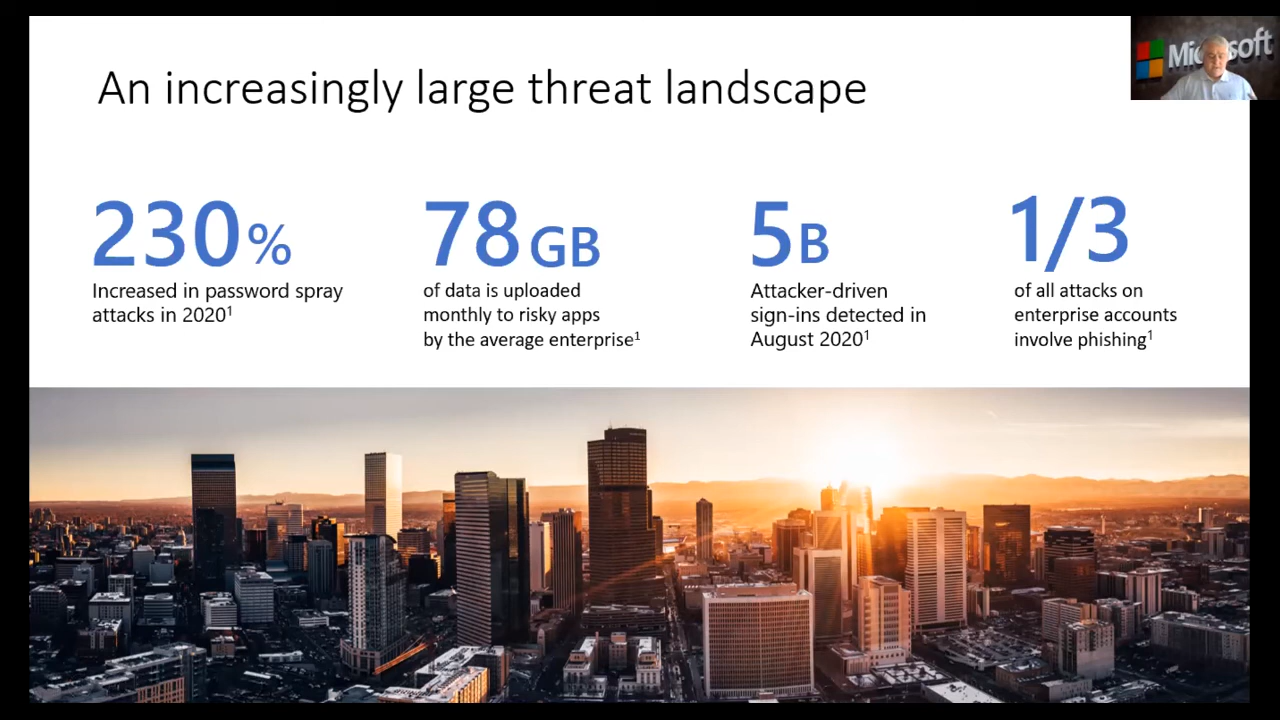 An increasingly large threat landscape
230%
Increased in password spray
attacks in 2020¹
78GB
of data is uploaded
monthly to risky apps
by the average enterprise¹
5B
Attacker-driven
sign-ins detected in
August 2020¹
1/3
of all attacks on
enterprise accounts
involve phishing¹